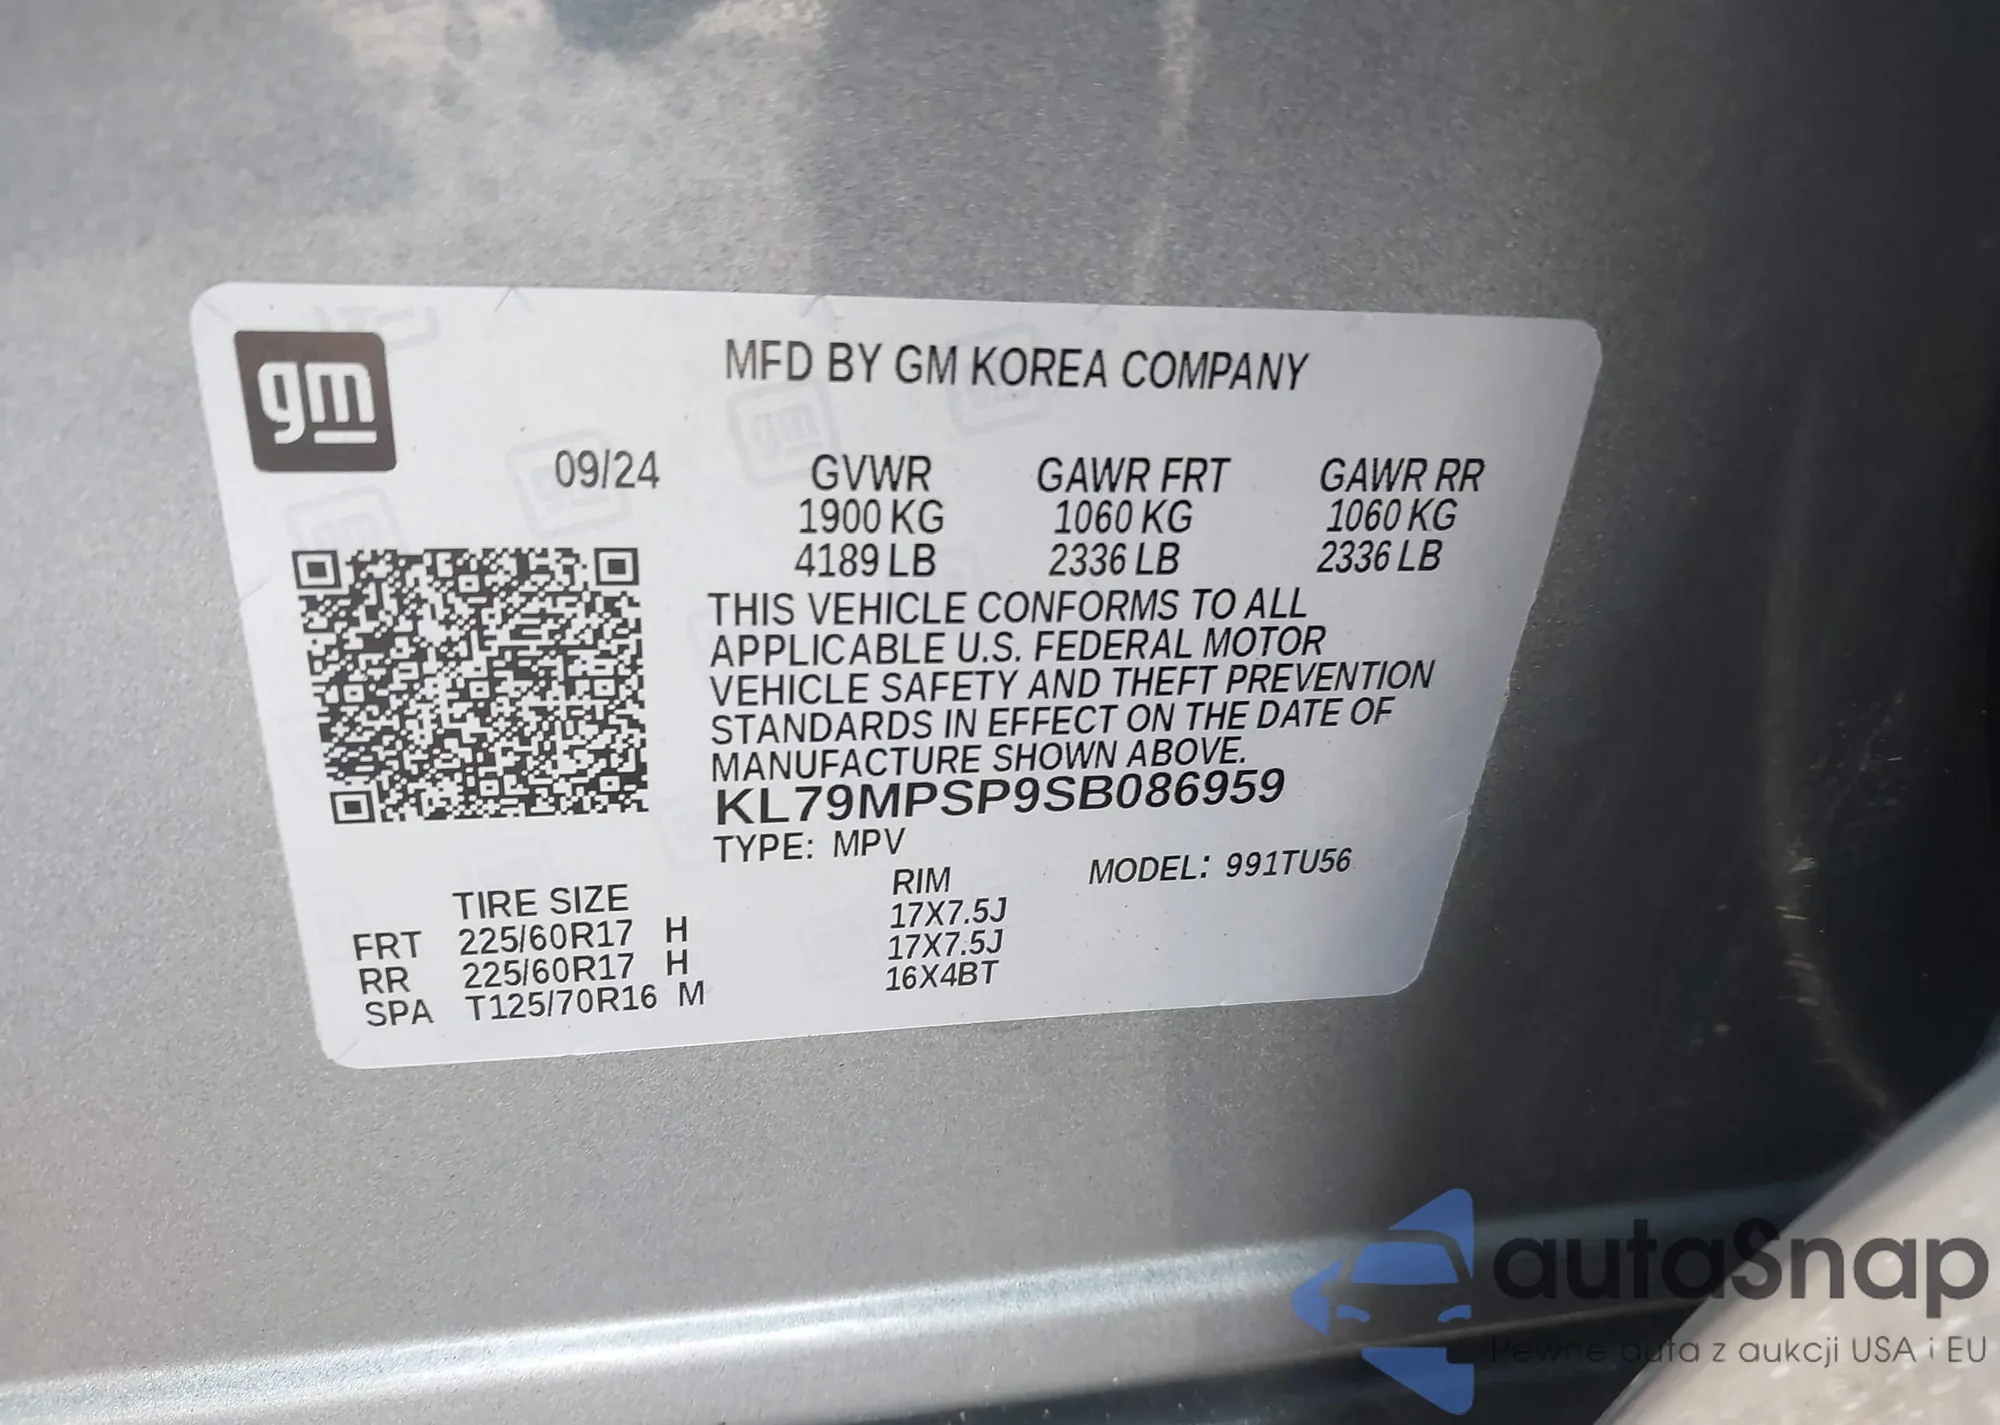 gm
MFD BY GM KOREA COMPANY
09/24 GVWR GAWR FRT GAWR RR
1900 KG 1060 KG 1060 KG
4189 LB 2336 LB 2336 LB
THIS VEHICLE CONFORMS TO ALL
APPLICABLE U.S. FEDERAL MOTOR
VEHICLE SAFETY AND THEFT PREVENTION
STANDARDS IN EFFECT ON THE DATE OF
MANUFACTURE SHOWN ABOVE.
KL79MPSP9SB086959
TYPE: MPV MODEL: 991TU56
TIRE SIZE RIM
FRT 225/60R17 H 17X7.5J
RR 225/60R17 H 17X7.5J
SPA T125/70R16 M 16X4BT
autaSnap
Pewne auta z aukcji USA i EU